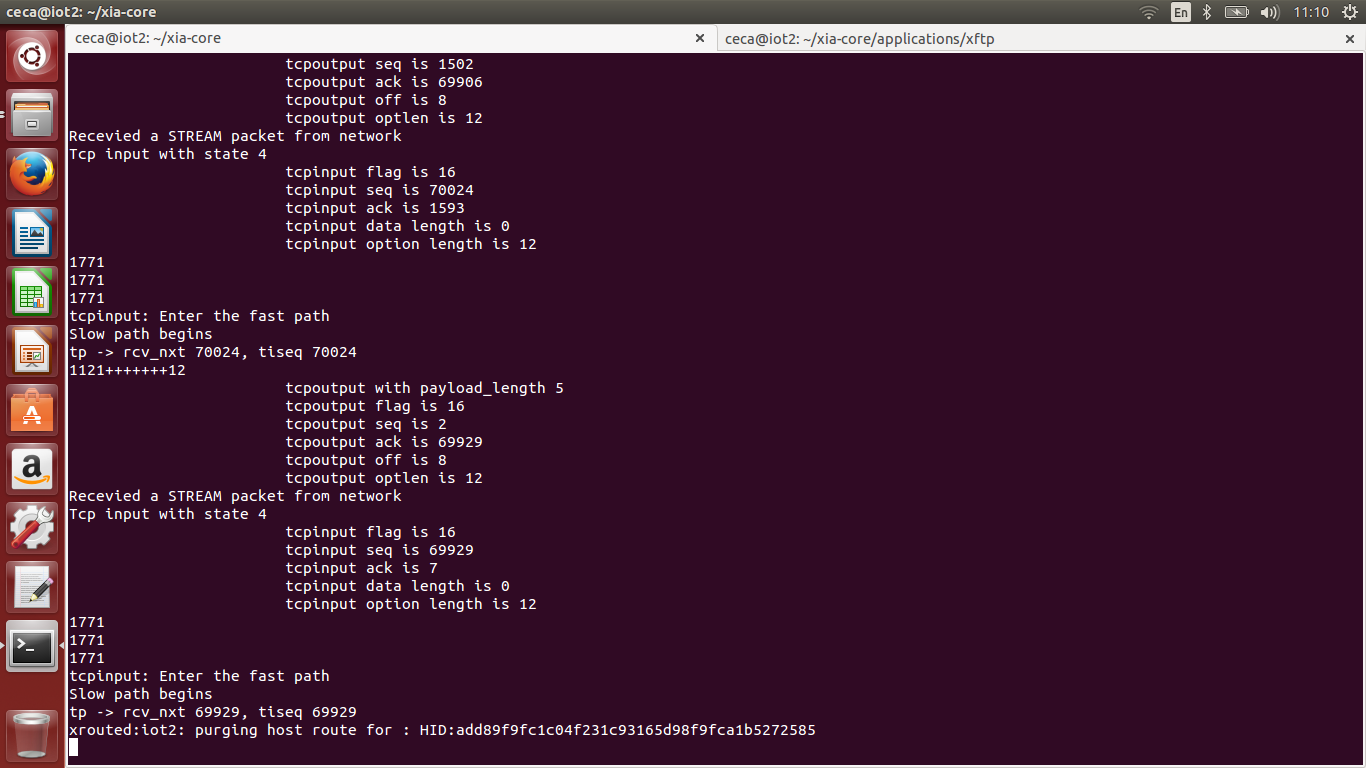 ceca@iot2: ~/xia-core
En
11:10
ceca@iot2: ~/xia-core
ceca@iot2: ~/xia-core/applications/xftp
tcpoutput seq is 1502
tcpoutput ack is 69906
tcpoutput off is 8
tcpoutput optlen is 12
Recevied a STREAM packet from network
Tcp input with state 4
tcpinput flag is 16
tcpinput seq is 70024
tcpinput ack is 1593
tcpinput data length is 0
tcpinput option length is 12
1771
1771
1771
tcpinput: Enter the fast path
Slow path begins
tp -> rcv_nxt 70024, tiseq 70024
1121+++++++12
tcpoutput with payload_length 5
tcpoutput flag is 16
tcpoutput seq is 2
tcpoutput ack is 69929
tcpoutput off is 8
tcpoutput optlen is 12
Recevied a STREAM packet from network
Tcp input with state 4
tcpinput flag is 16
tcpinput seq is 69929
tcpinput ack is 7
tcpinput data length is 0
tcpinput option length is 12
1771
1771
1771
tcpinput: Enter the fast path
Slow path begins
tp -> rcv_nxt 69929, tiseq 69929
xrouted:iot2: purging host route for : HID:add89f9fc1c04f231c93165d98f9fca1b5272585